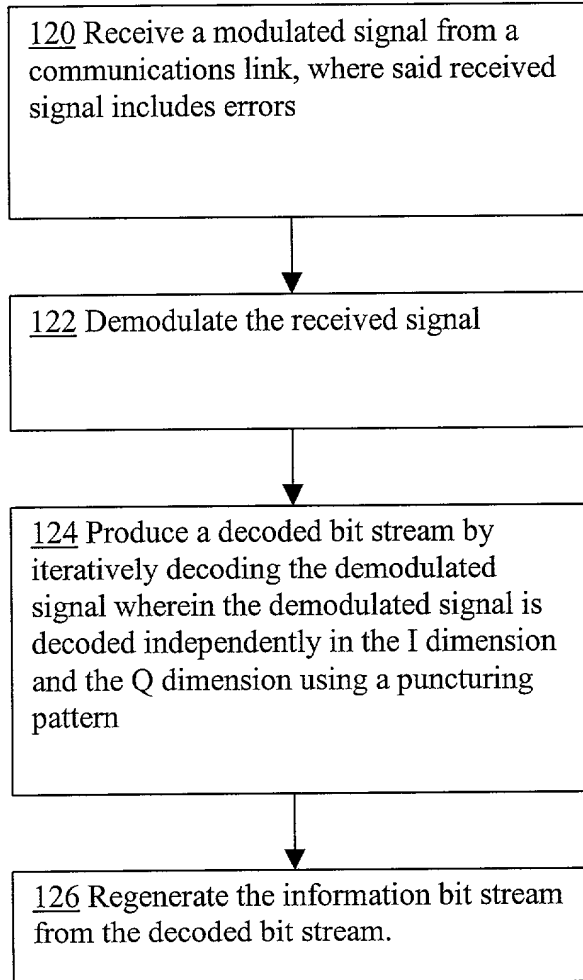 120 Receive a modulated signal from a
communications link, where said received
signal includes errors
122 Demodulate the received signal
124 Produce a decoded bit stream by
iteratively decoding the demodulated
signal wherein the demodulated signal is
decoded independently in the I dimension
and the Q dimension using a puncturing
pattern
126 Regenerate the information bit stream
from the decoded bit stream.